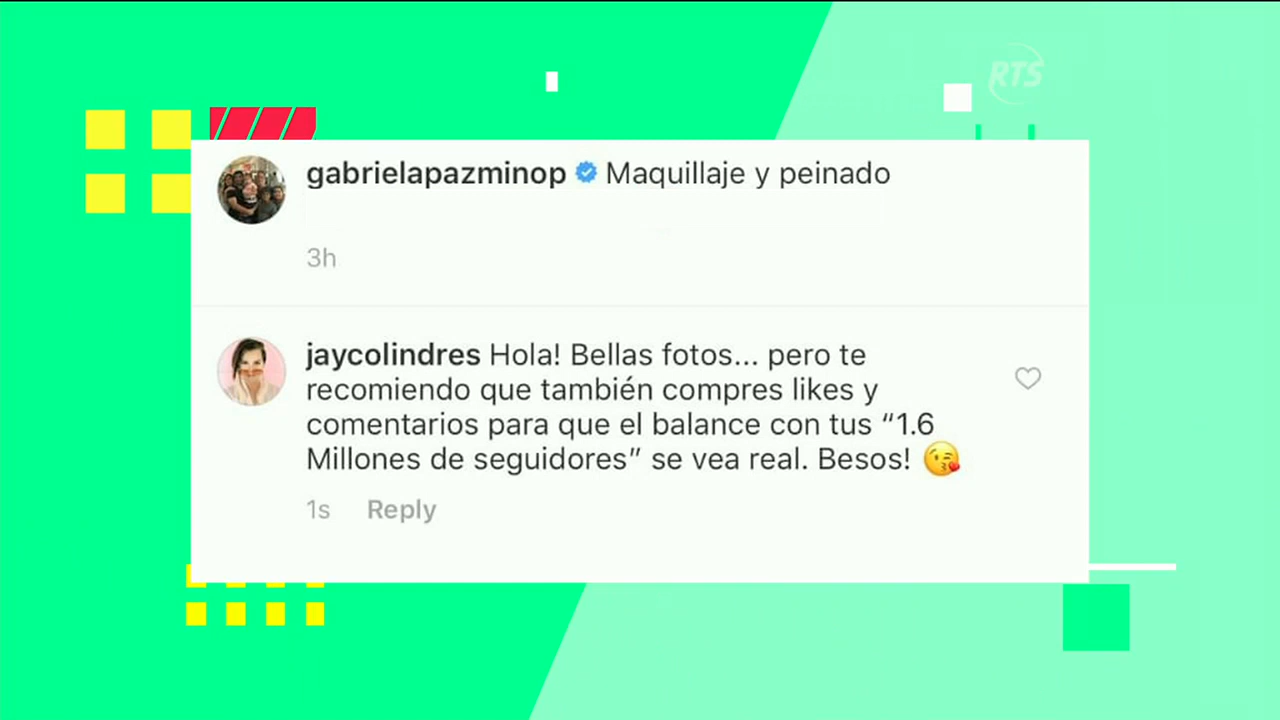 RTS
gabrielapazminop Maquillaje y peinado
3h
jaycolindres Hola! Bellas fotos... pero te
recomiendo que también compres likes y
comentarios para que el balance con tus “1.6
Millones de seguidores” se vea real. Besos! 😘
1s Reply